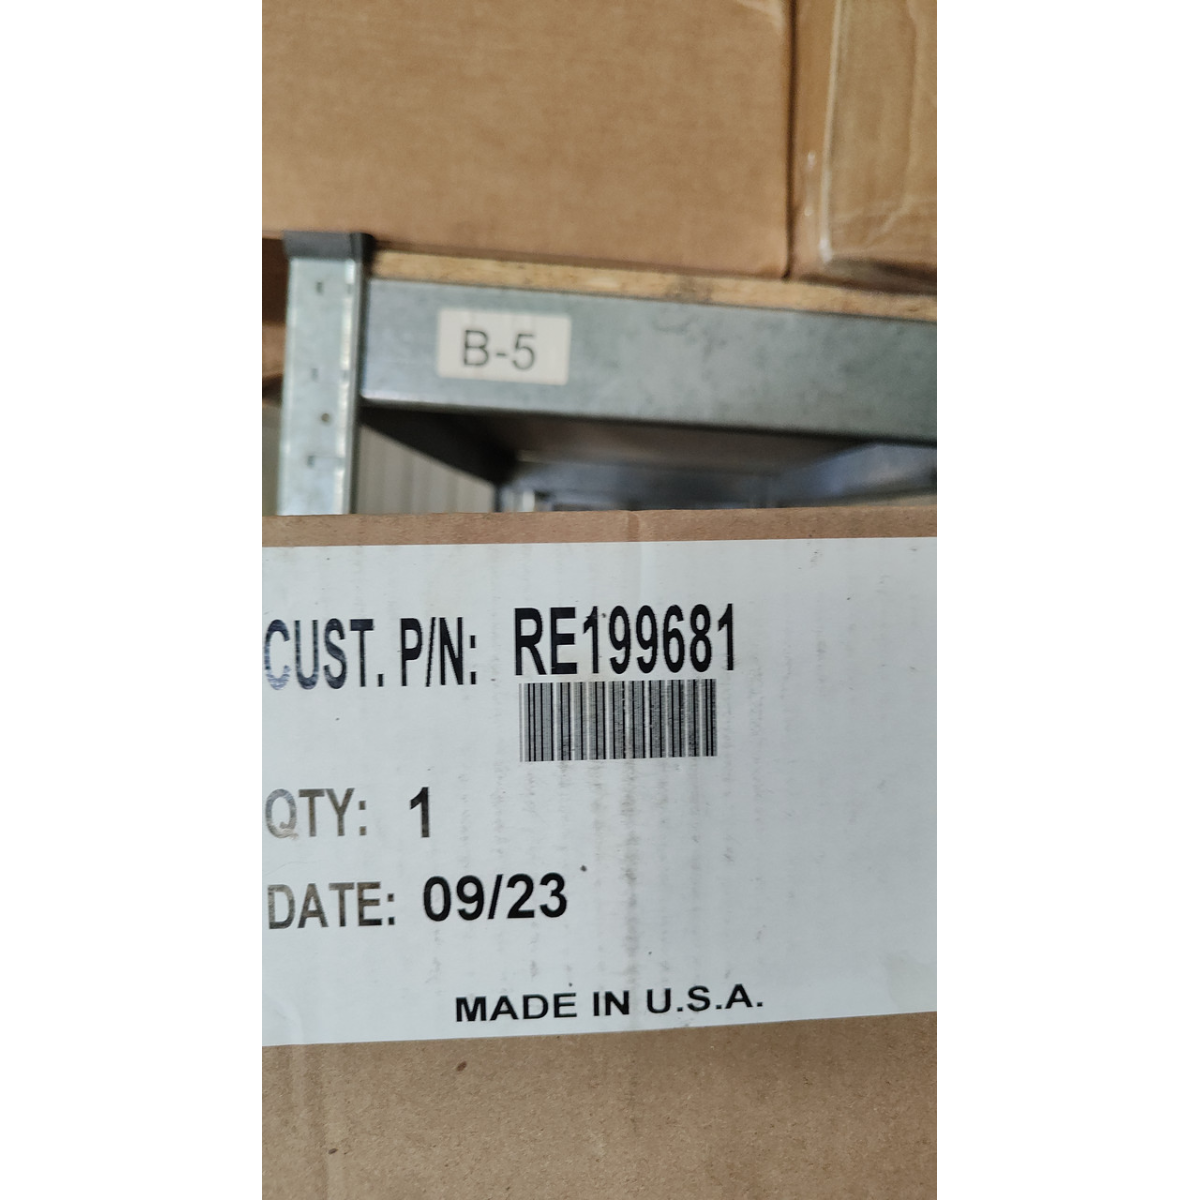 B-5
CUST. P/N: RE199681
QTY: 1
DATE: 09/23
MADE IN U.S.A.